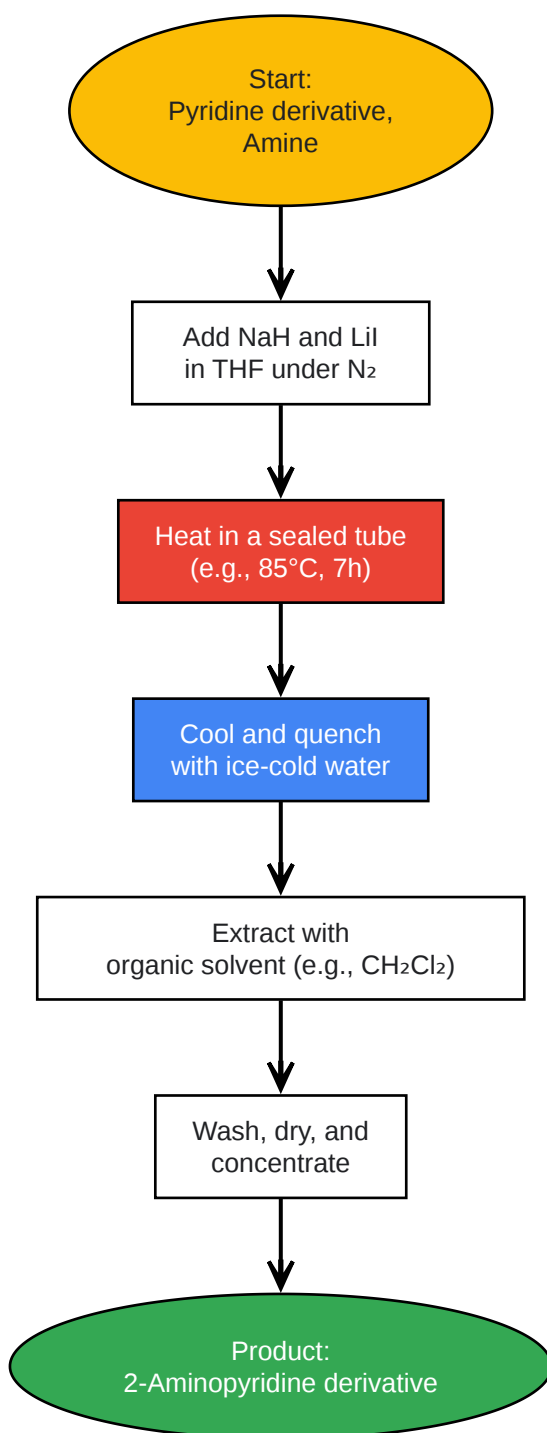 Start:
Pyridine derivative,
Amine
Add NaH and LiI
in THF under N₂
Heat in a sealed tube
(e.g., 85°C, 7h)
Cool and quench
with ice-cold water
Extract with
organic solvent (e.g., CH₂Cl₂)
Wash, dry, and
concentrate
Product:
2-Aminopyridine derivative